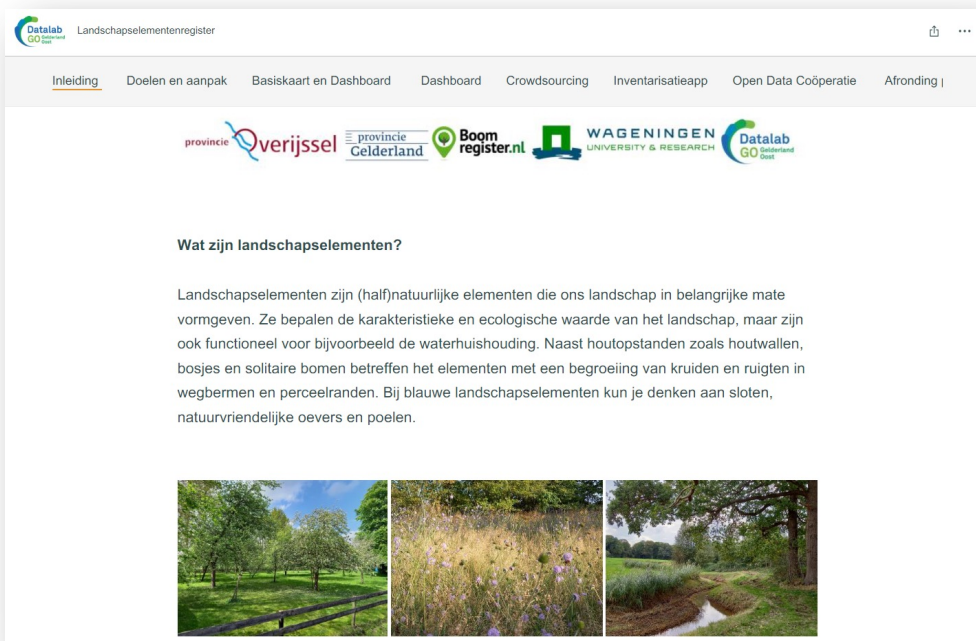 Datalab
GO Gelderland Oost
Landschapselementenregister
Inleiding Doelen en aanpak Basiskaart en Dashboard Dashboard Crowdsourcing Inventarisatieapp Open Data Coöperatie Afronding
provincie Overijssel
provincie Gelderland
Boom register.nl
WAGENINGEN
UNIVERSITY & RESEARCH
Datalab
GO Gelderland Oost
Wat zijn landschapselementen?
Landschapselementen zijn (half)natuurlijke elementen die ons landschap in belangrijke mate
vormgeven. Ze bepalen de karakteristieke en ecologische waarde van het landschap, maar zijn
ook functioneel voor bijvoorbeeld de waterhuishouding. Naast houtopstanden zoals houtwallen,
bosjes en solitaire bomen betreffen het elementen met een begroeiing van kruiden en ruigten in
wegbermen en perceelranden. Bij blauwe landschapselementen kun je denken aan sloten,
natuurvriendelijke oevers en poelen.